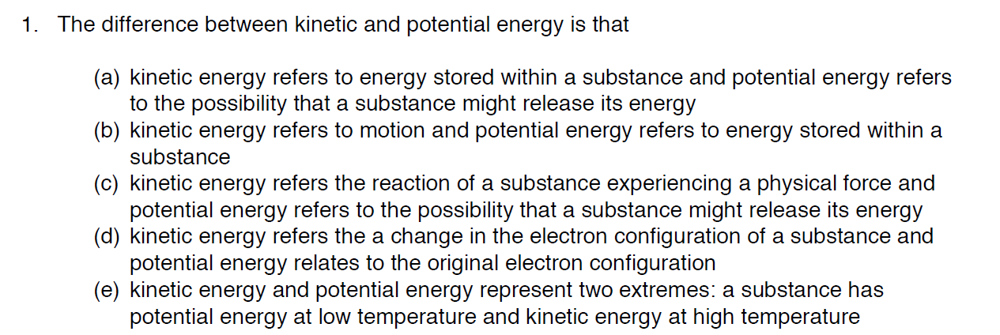 1. The difference between kinetic and potential energy is that
(a) kinetic energy refers to energy stored within a substance and potential energy refers
to the possibility that a substance might release its energy
(b) kinetic energy refers to motion and potential energy refers to energy stored within a
substance
(c) kinetic energy refers the reaction of a substance experiencing a physical force and
potential energy refers to the possibility that a substance might release its energy
(d) kinetic energy refers the a change in the electron configuration of a substance and
potential energy relates to the original electron configuration
(e) kinetic energy and potential energy represent two extremes: a substance has
potential energy at low temperature and kinetic energy at high temperature